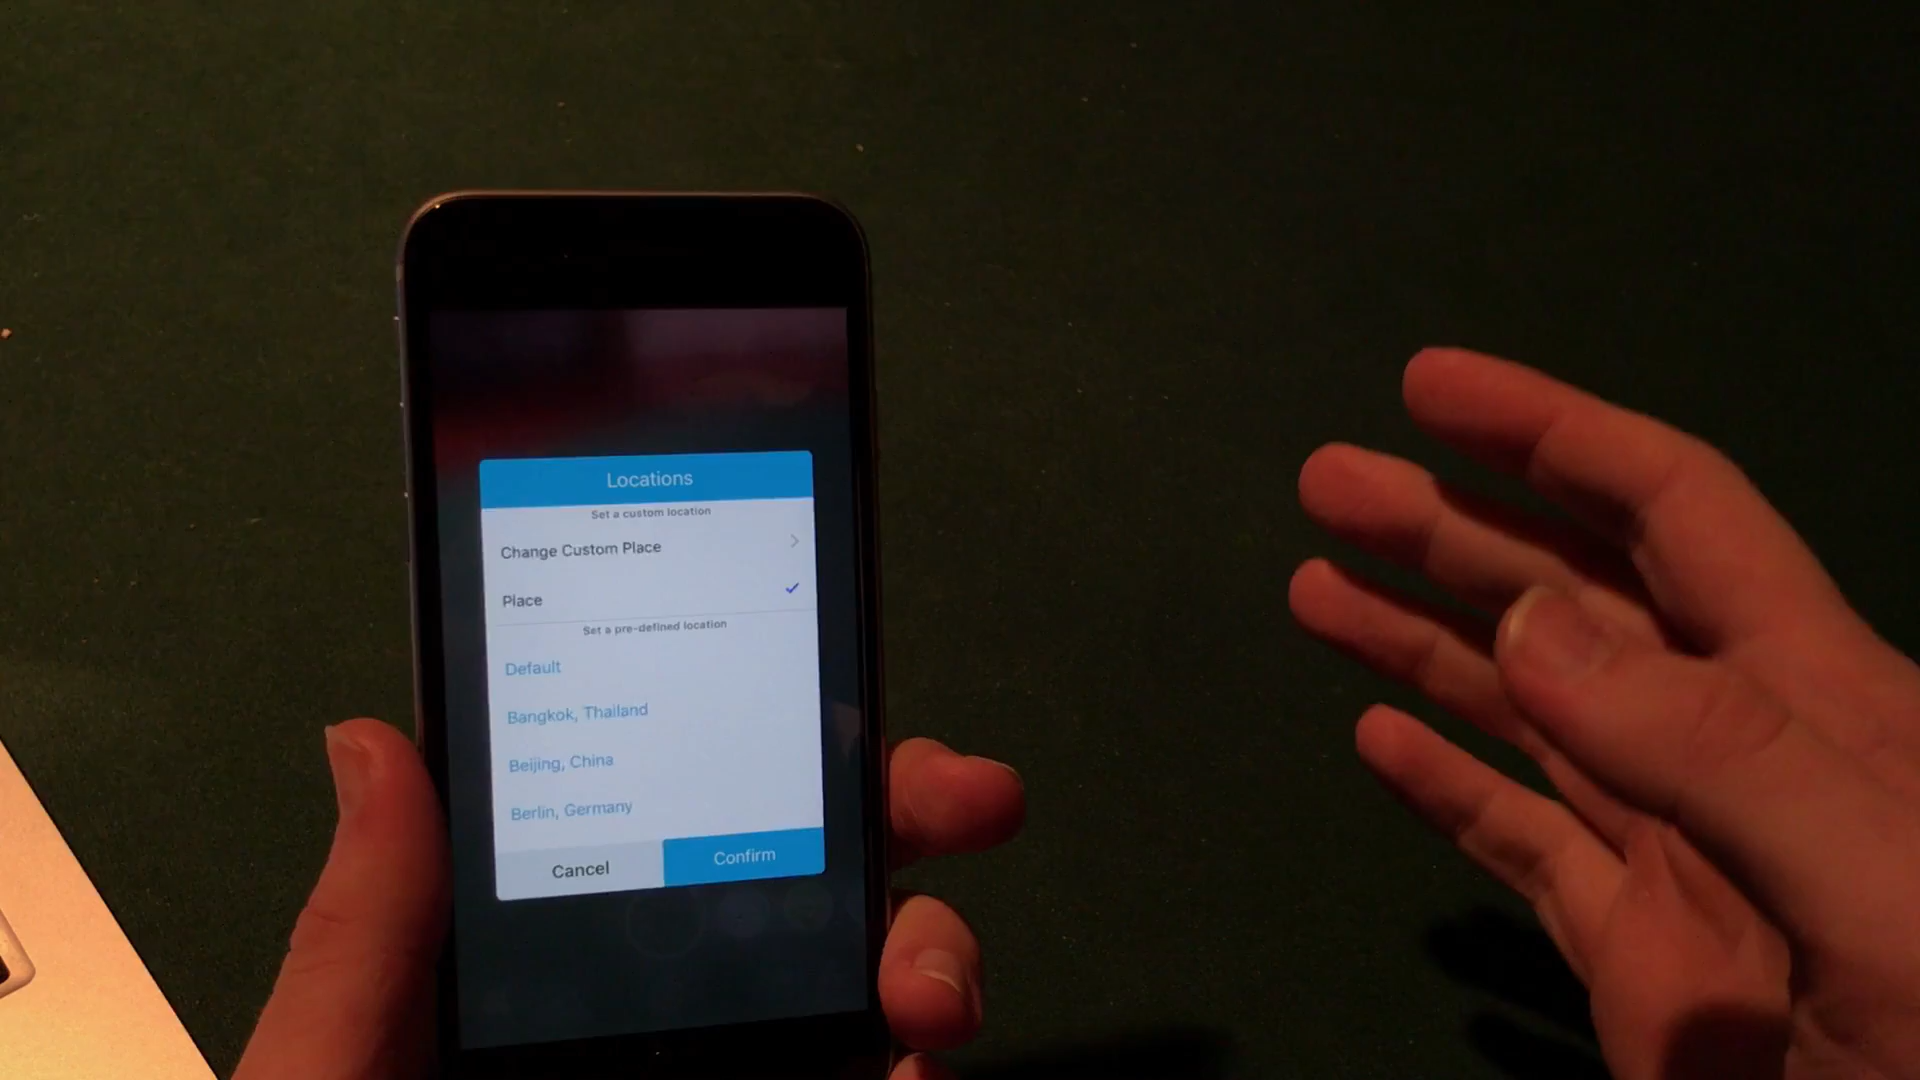 Locations
Set a custom location
Change Custom Place
Place
Set a pre-defined location
Default
Bangkok, Thailand
Beijing, China
Berlin, Germany
Cancel
Confirm